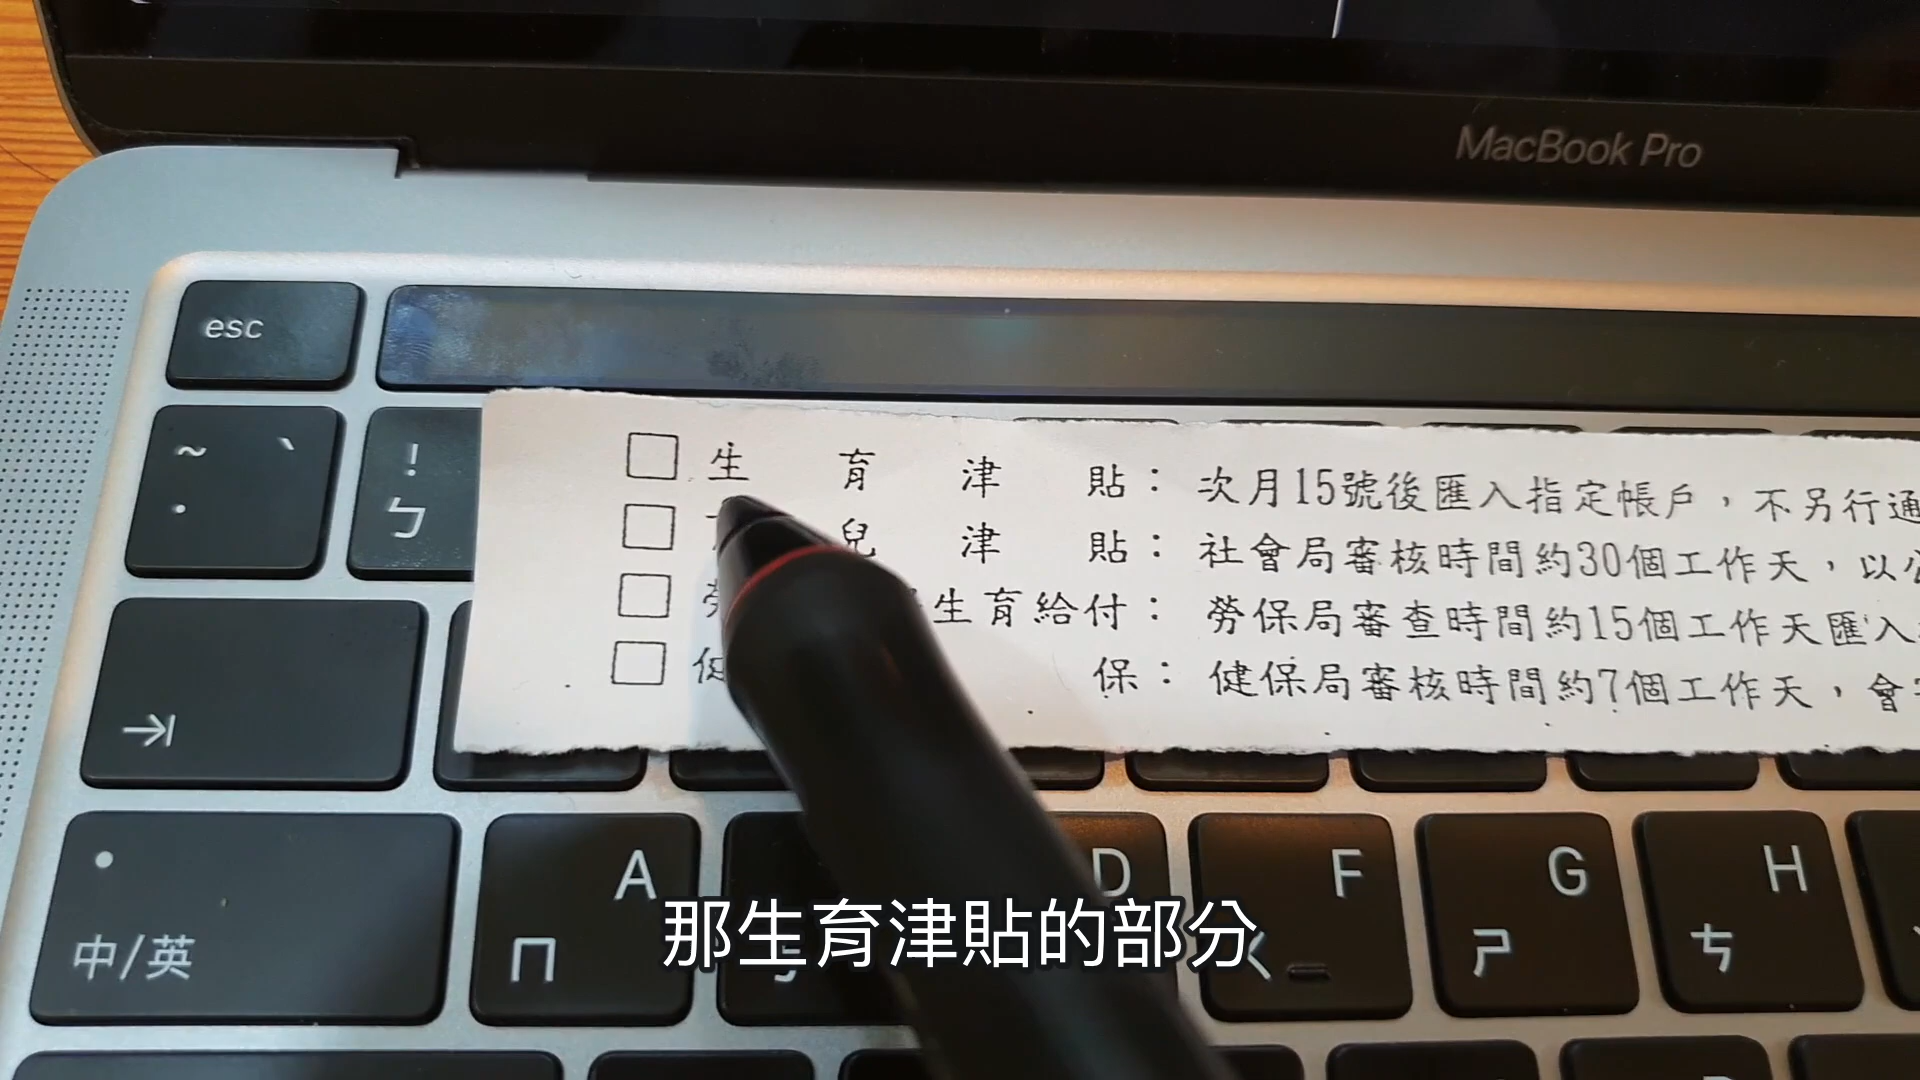 MacBook Pro
esc
~ ` ·
! ㄅ
□生育津貼：次月15號後匯入指定帳戶，不另行通
□兒津貼：社會局審核時間約30個工作天，以
□生育給付：勞保局審查時間約15個工作天匯入
□健保：健保局審核時間約7個工作天，會
A D F G H
• 中/英 ㄇ ㄑ ㄕ ㄘ
那生育津貼的部分